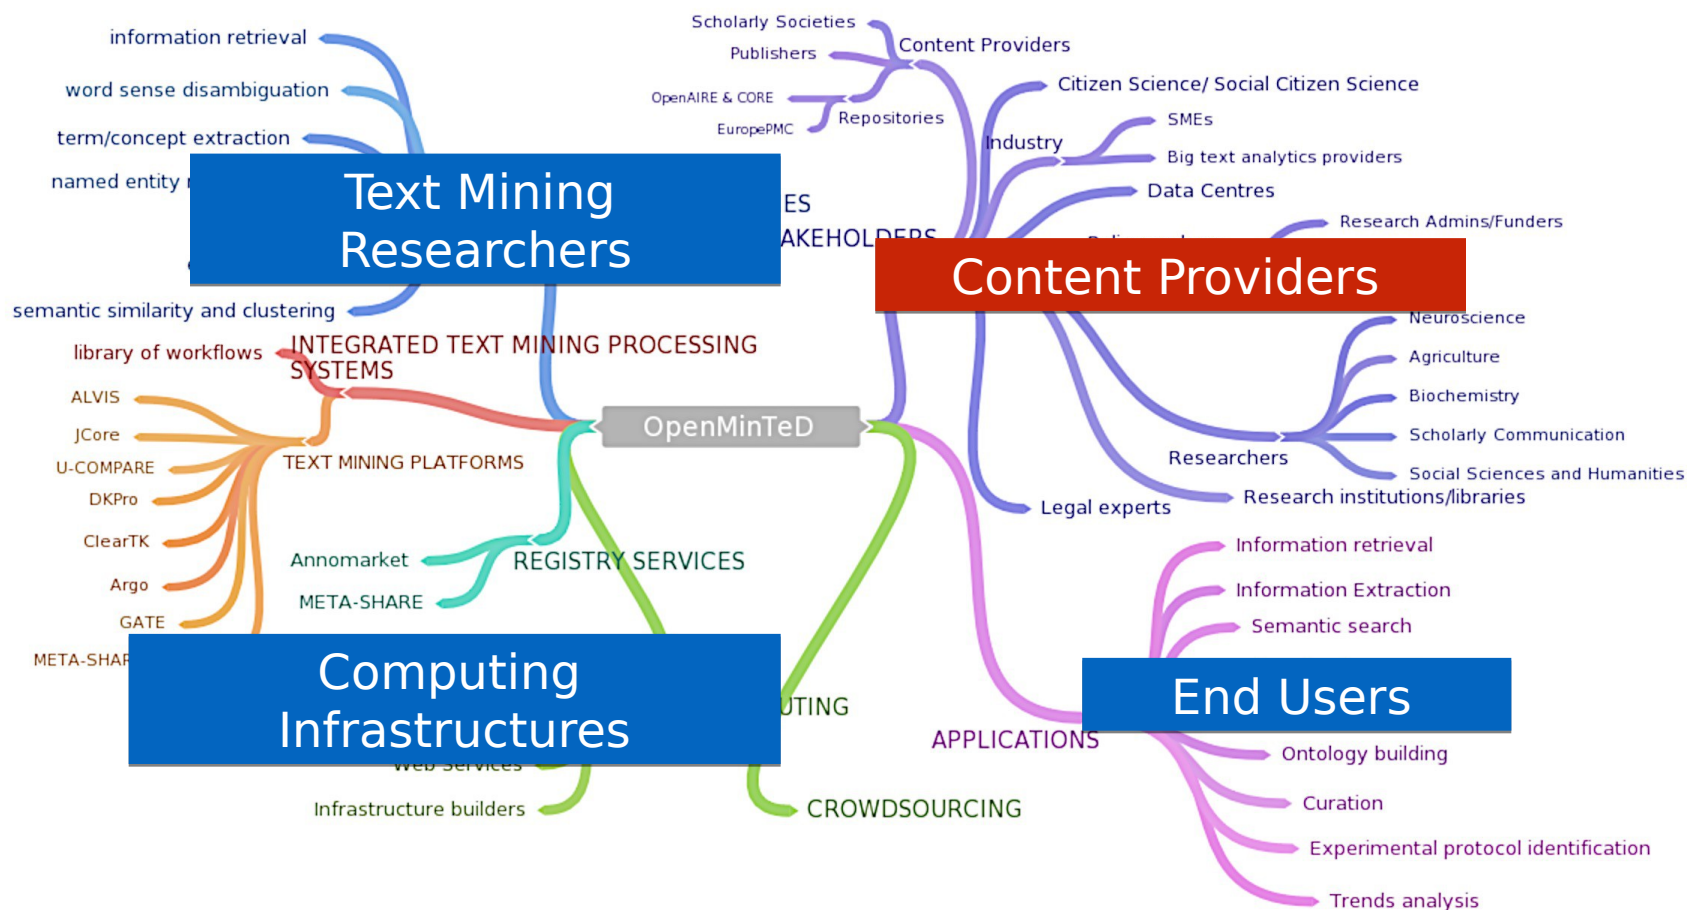 information retrieval
word sense disambiguation
term/concept extraction
named entity
Text Mining
Researchers
semantic similarity and clustering
library of workflows
INTEGRATED TEXT MINING PROCESSING
SYSTEMS
ALVIS
JCore
U-COMPARE
DKPro
ClearTK
Argo
GATE
META-SHAR
TEXT MINING PLATFORMS
OpenMinTeD
Annomarket
META-SHARE
REGISTRY SERVICES
Computing
Infrastructures
UTING
Web Services
Infrastructure builders
CROWDSOURCING
Scholarly Societies
Publishers
OpenAIRE & CORE
EuropePMC
Content Providers
Repositories
ES
AKEHOLDERS
Citizen Science/ Social Citizen Science
Industry
SMEs
Big text analytics providers
Data Centres
Research Admins/Funders
Content Providers
Neuroscience
Agriculture
Biochemistry
Scholarly Communication
Social Sciences and Humanities
Researchers
Research institutions/libraries
Legal experts
Information retrieval
Information Extraction
Semantic search
End Users
APPLICATIONS
Ontology building
Curation
Experimental protocol identification
Trends analysis